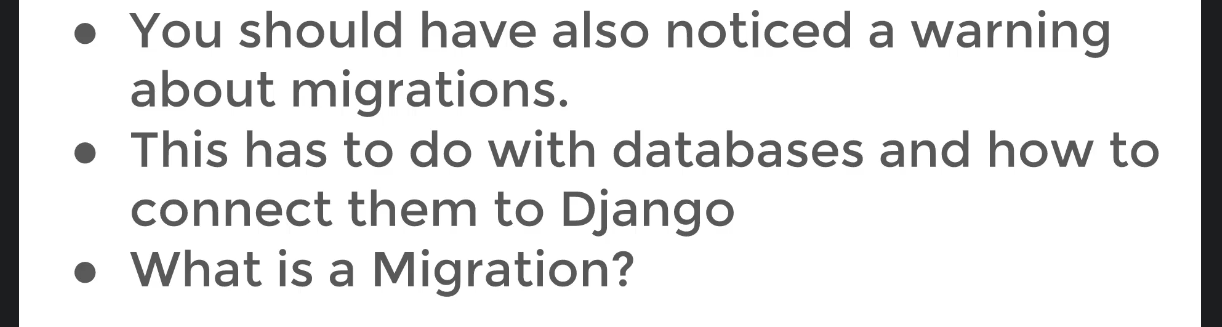 ● You should have also noticed a warning
about migrations.
● This has to do with databases and how to
connect them to Django
● What is a Migration?